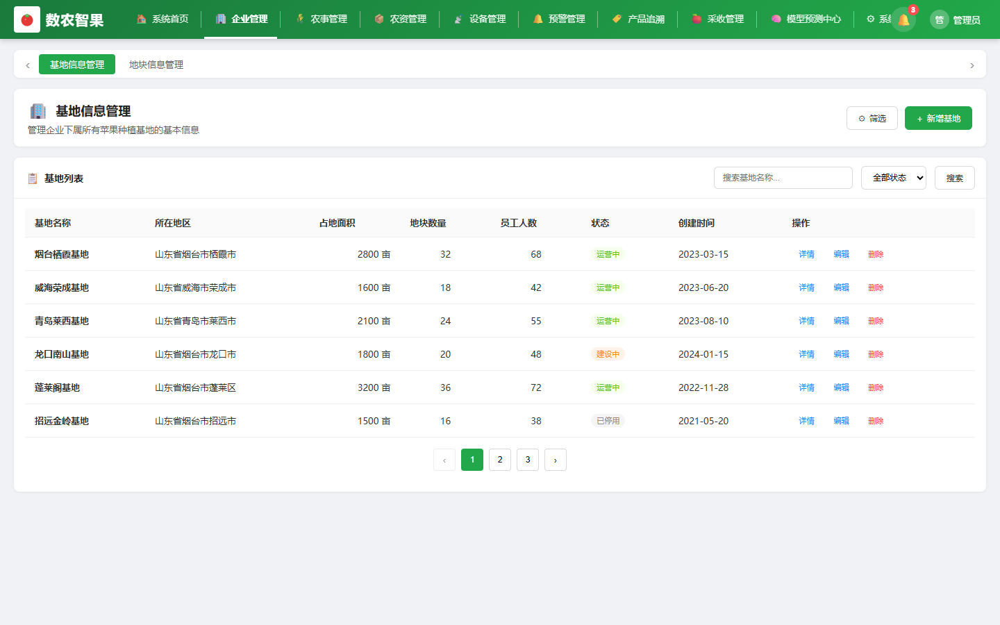 数农智果 系统首页 企业管理 农事管理 农资管理 设备管理 预警管理 产品追溯 采收管理 模型预测中心 3 管 管理员
‹ 基地信息管理 地块信息管理 ›
基地信息管理
管理企业下属所有苹果种植基地的基本信息
筛选 + 新增基地
基地列表 搜索基地名称... 全部状态 搜索
基地名称 所在地区 占地面积 地块数量 员工人数 状态 创建时间 操作
烟台栖霞基地 山东省烟台市栖霞市 2800 亩 32 68 运营中 2023-03-15 详情 编辑 删除
威海荣成基地 山东省威海市荣成市 1600 亩 18 42 运营中 2023-06-20 详情 编辑 删除
青岛莱西基地 山东省青岛市莱西市 2100 亩 24 55 运营中 2023-08-10 详情 编辑 删除
龙口南山基地 山东省烟台市龙口市 1800 亩 20 48 建设中 2024-01-15 详情 编辑 删除
蓬莱阁基地 山东省烟台市蓬莱区 3200 亩 36 72 运营中 2022-11-28 详情 编辑 删除
招远金岭基地 山东省烟台市招远市 1500 亩 16 38 已停用 2021-05-20 详情 编辑 删除
‹ 1 2 3 ›